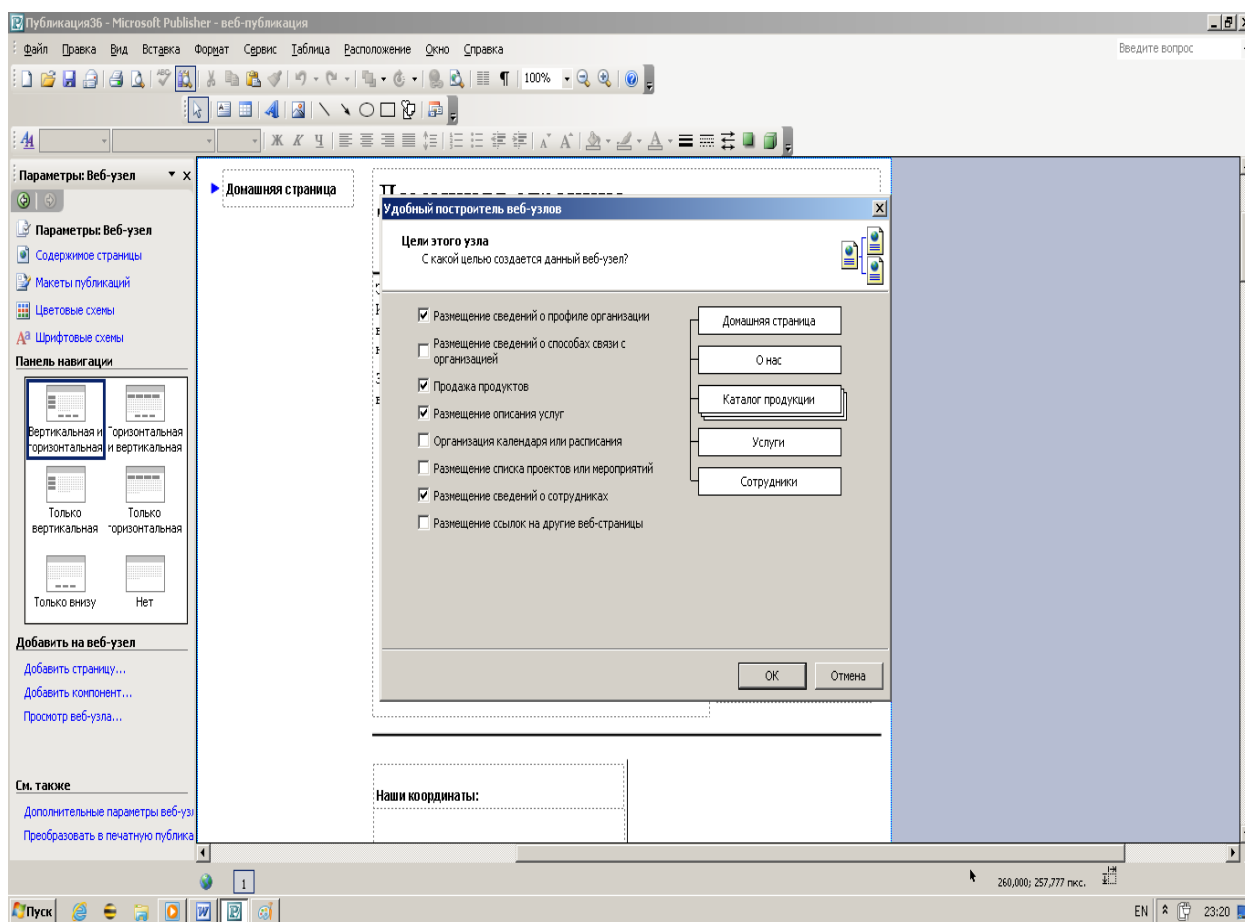 Публикация36 - Microsoft Publisher - веб-публикация
Файл Правка Вид Вставка Формат Сервис Таблица Расположение Окно Справка
Введите вопрос
100%
Ж К Ч
Параметры: Веб-узел
Параметры: Веб-узел
Содержимое страницы
Макеты публикаций
Цветовые схемы
Шрифтовые схемы
Панель навигации
Вертикальная и горизонтальная
горизонтальная и вертикальная
Только вертикальная
Только горизонтальная
Только внизу
Нет
Добавить на веб-узел
Добавить страницу...
Добавить компонент...
Просмотр веб-узла...
См. также
Дополнительные параметры веб-узл
Преобразовать в печатную публика
Домашняя страница
Удобный построитель веб-узлов
Цели этого узла
С какой целью создается данный веб-узел?
Размещение сведений о профиле организации
Размещение сведений о способах связи с
организацией
Продажа продуктов
Размещение описания услуг
Организация календаря или расписания
Размещение списка проектов или мероприятий
Размещение сведений о сотрудниках
Размещение ссылок на другие веб-страницы
Домашняя страница
О нас
Каталог продукции
Услуги
Сотрудники
ОК
Отмена
Наши координаты:
1
260,000; 257,777 пкс.
Пуск
EN
23:20